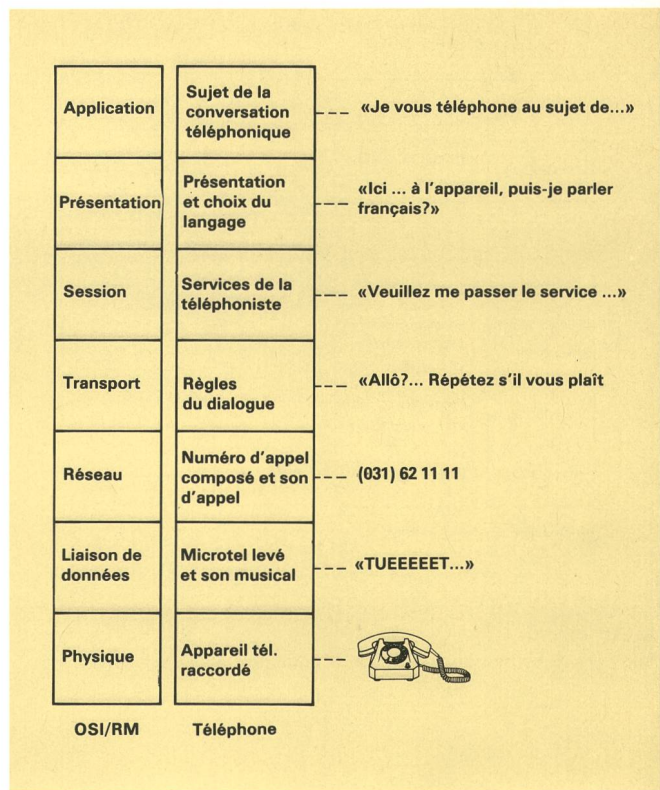 Application
Sujet de la
conversation
téléphonique
«Je vous téléphone au sujet de...»
Présentation
Présentation
et choix du
langage
«Ici ... à l'appareil, puis-je parler
français?»
Session
Services de la
téléphoniste
«Veuillez me passer le service ...»
Transport
Règles
du dialogue
«Allô?... Répétez s'il vous plaît
Réseau
Numéro d'appel
composé et son
d'appel
(031) 62 11 11
Liaison de
données
Microtel levé
et son musical
«TUEEEEET...»
Physique
Appareil tél.
raccordé
OSI/RM
Téléphone